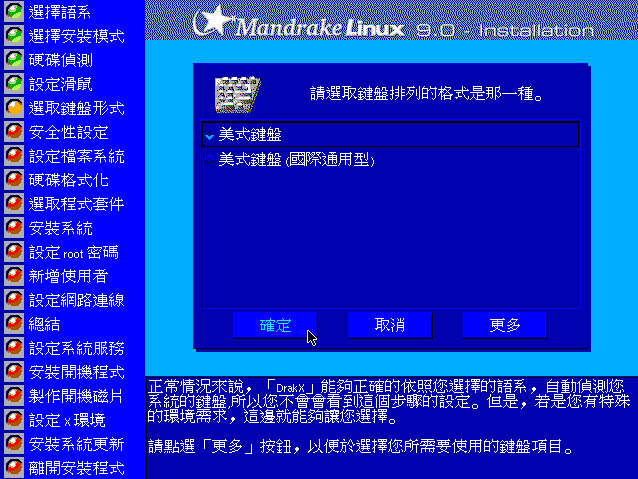 選擇語系
選擇安裝模式
硬碟偵測
設定滑鼠
選取鍵盤形式
安全性設定
設定檔案系統
硬碟格式化
選取程式套件
安裝系統
設定 root 密碼
新增使用者
設定網路連線
總結
設定系統服務
安裝開機程式
製作開機磁片
設定 X 環境
安裝系統更新
離開安裝程式
MandrakeLinux 9.0 - Installation
請選取鍵盤排列的格式是那一種。
美式鍵盤
美式鍵盤 (國際通用型)
確定
取消
更多
正常情況來說，「DrakX」能夠正確的依照您選擇的語系，自動偵測您
系統的鍵盤,所以您不會會看到這個步驟的設定。但是，若是您有特殊
的環境需求，這邊就能夠讓您選擇。
請點選「更多」按鈕，以便於選擇您所需要使用的鍵盤項目。